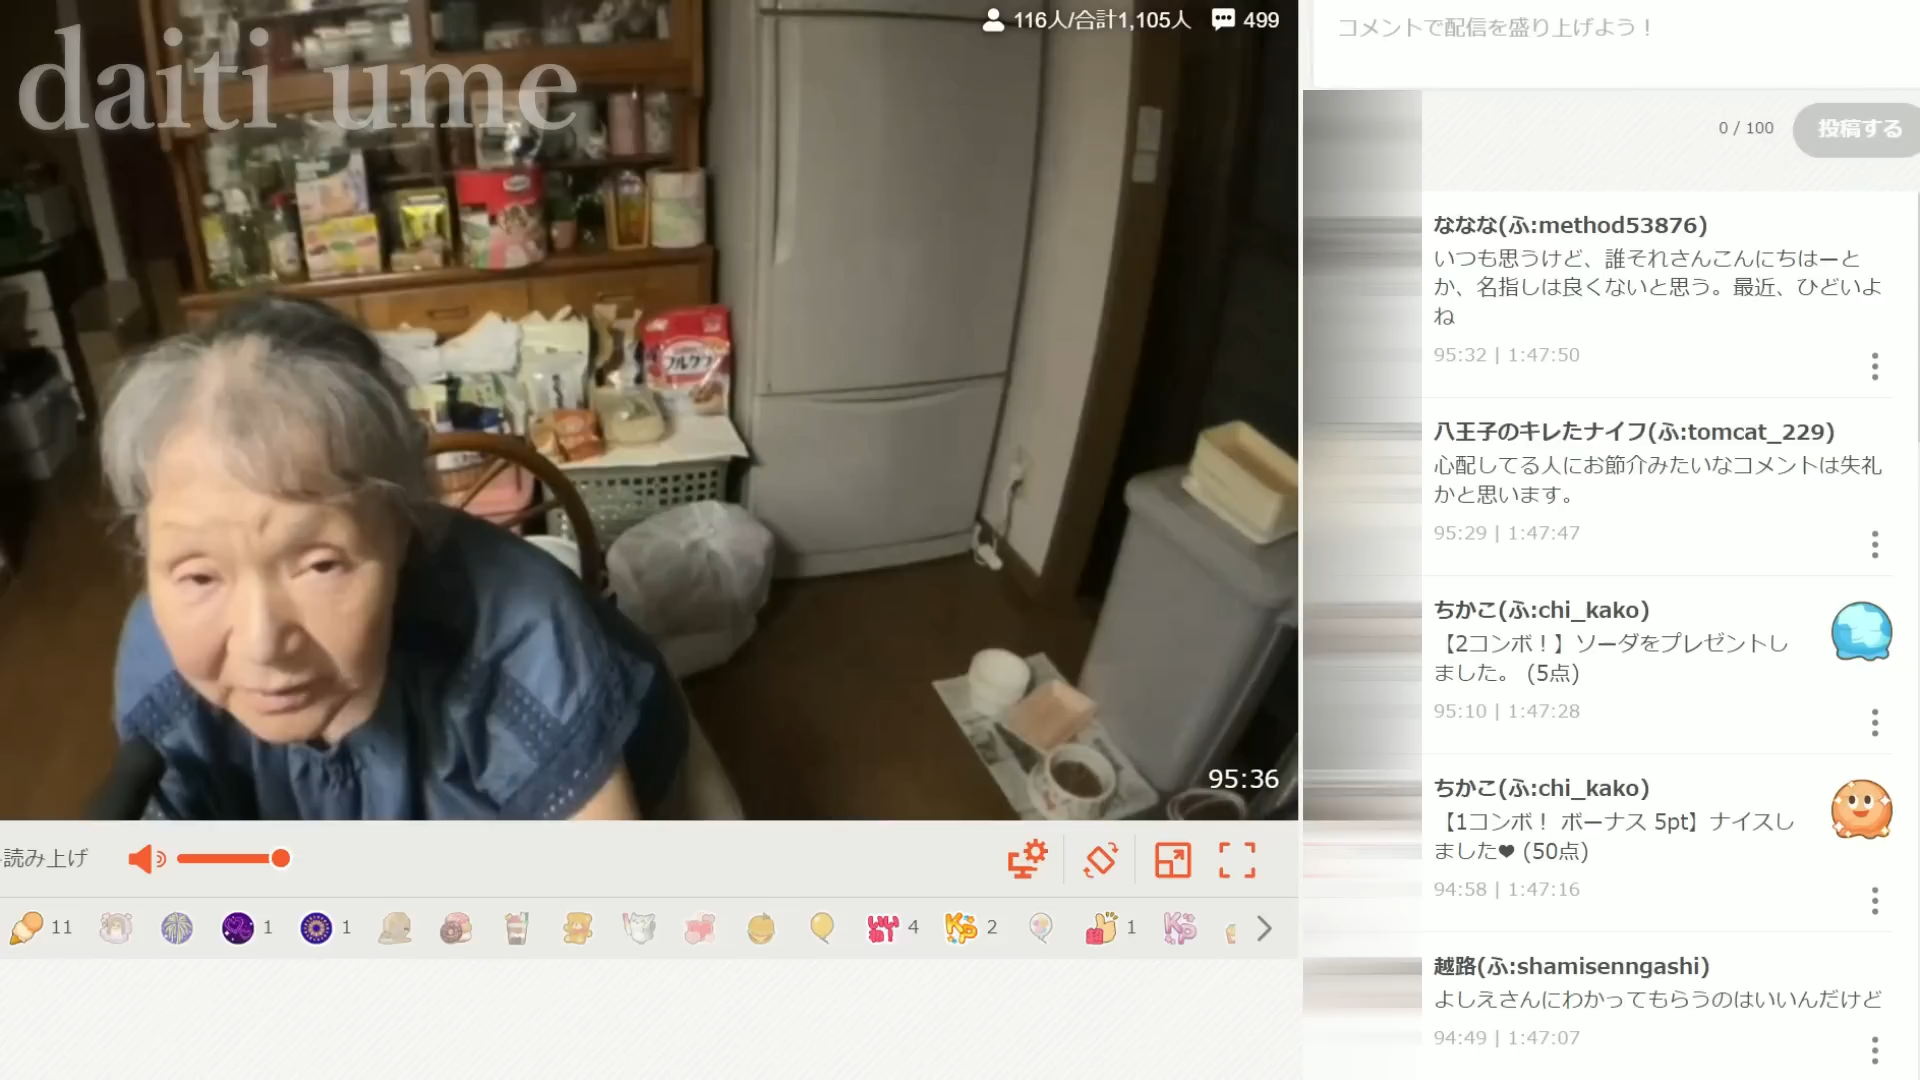 daiti ume
116人/合計1,105人 499
フルグラ
95:36
読み上げ
11 1 1 いいね 4 KP 2 1 KP
コメントで配信を盛り上げよう！
0 / 100 投稿する
ななな(ふ:method53876)
いつも思うけど、誰それさんこんにちはーと
か、名指しは良くないと思う。最近、ひどいよ
ね
95:32 | 1:47:50
八王子のキレたナイフ(ふ:tomcat_229)
心配してる人にお節介みたいなコメントは失礼
かと思います。
95:29 | 1:47:47
ちかこ(ふ:chi_kako)
【2コンボ！】ソーダをプレゼントし
ました。 (5点)
95:10 | 1:47:28
ちかこ(ふ:chi_kako)
【1コンボ！ ボーナス 5pt】ナイスし
ました❤ (50点)
94:58 | 1:47:16
越路(ふ:shamisenngashi)
よしえさんにわかってもらうのはいいんだけど
94:49 | 1:47:07